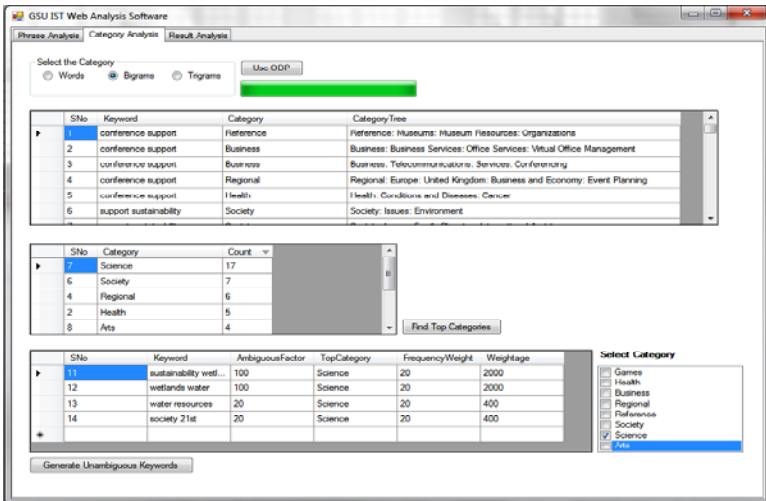 GSU IST Web Analysis Software
Phrase Analysis Category Analysis Result Analysis
Select the Category
Words Bigrams Trigrams
Use ODP
SNo Keyword Category CategoryTree
1 conference support Reference Reference: Museums: Museum Resources: Organizations
2 conference support Business Business: Business Services: Office Services: Virtual Office Management
3 conference support Business Business: Telecommunications: Services: Conferencing
4 conference support Regional Regional: Europe: United Kingdom: Business and Economy: Event Planning
5 conference support Health Health: Conditions and Diseases: Cancer
6 support sustainability Society Society: Issues: Environment
SNo Category Count
7 Science 17
6 Society 7
4 Regional 6
2 Health 5
8 Arts 4
Find Top Categories
SNo Keyword AmbiguousFactor TopCategory FrequencyWeight Weightage
11 sustainability wetl... 100 Science 20 2000
12 wetlands water 100 Science 20 2000
13 water resources 20 Science 20 400
14 society 21st 20 Science 20 400
Select Category
Games
Health
Business
Regional
Reference
Society
Science
Arts
Generate Unambiguous Keywords